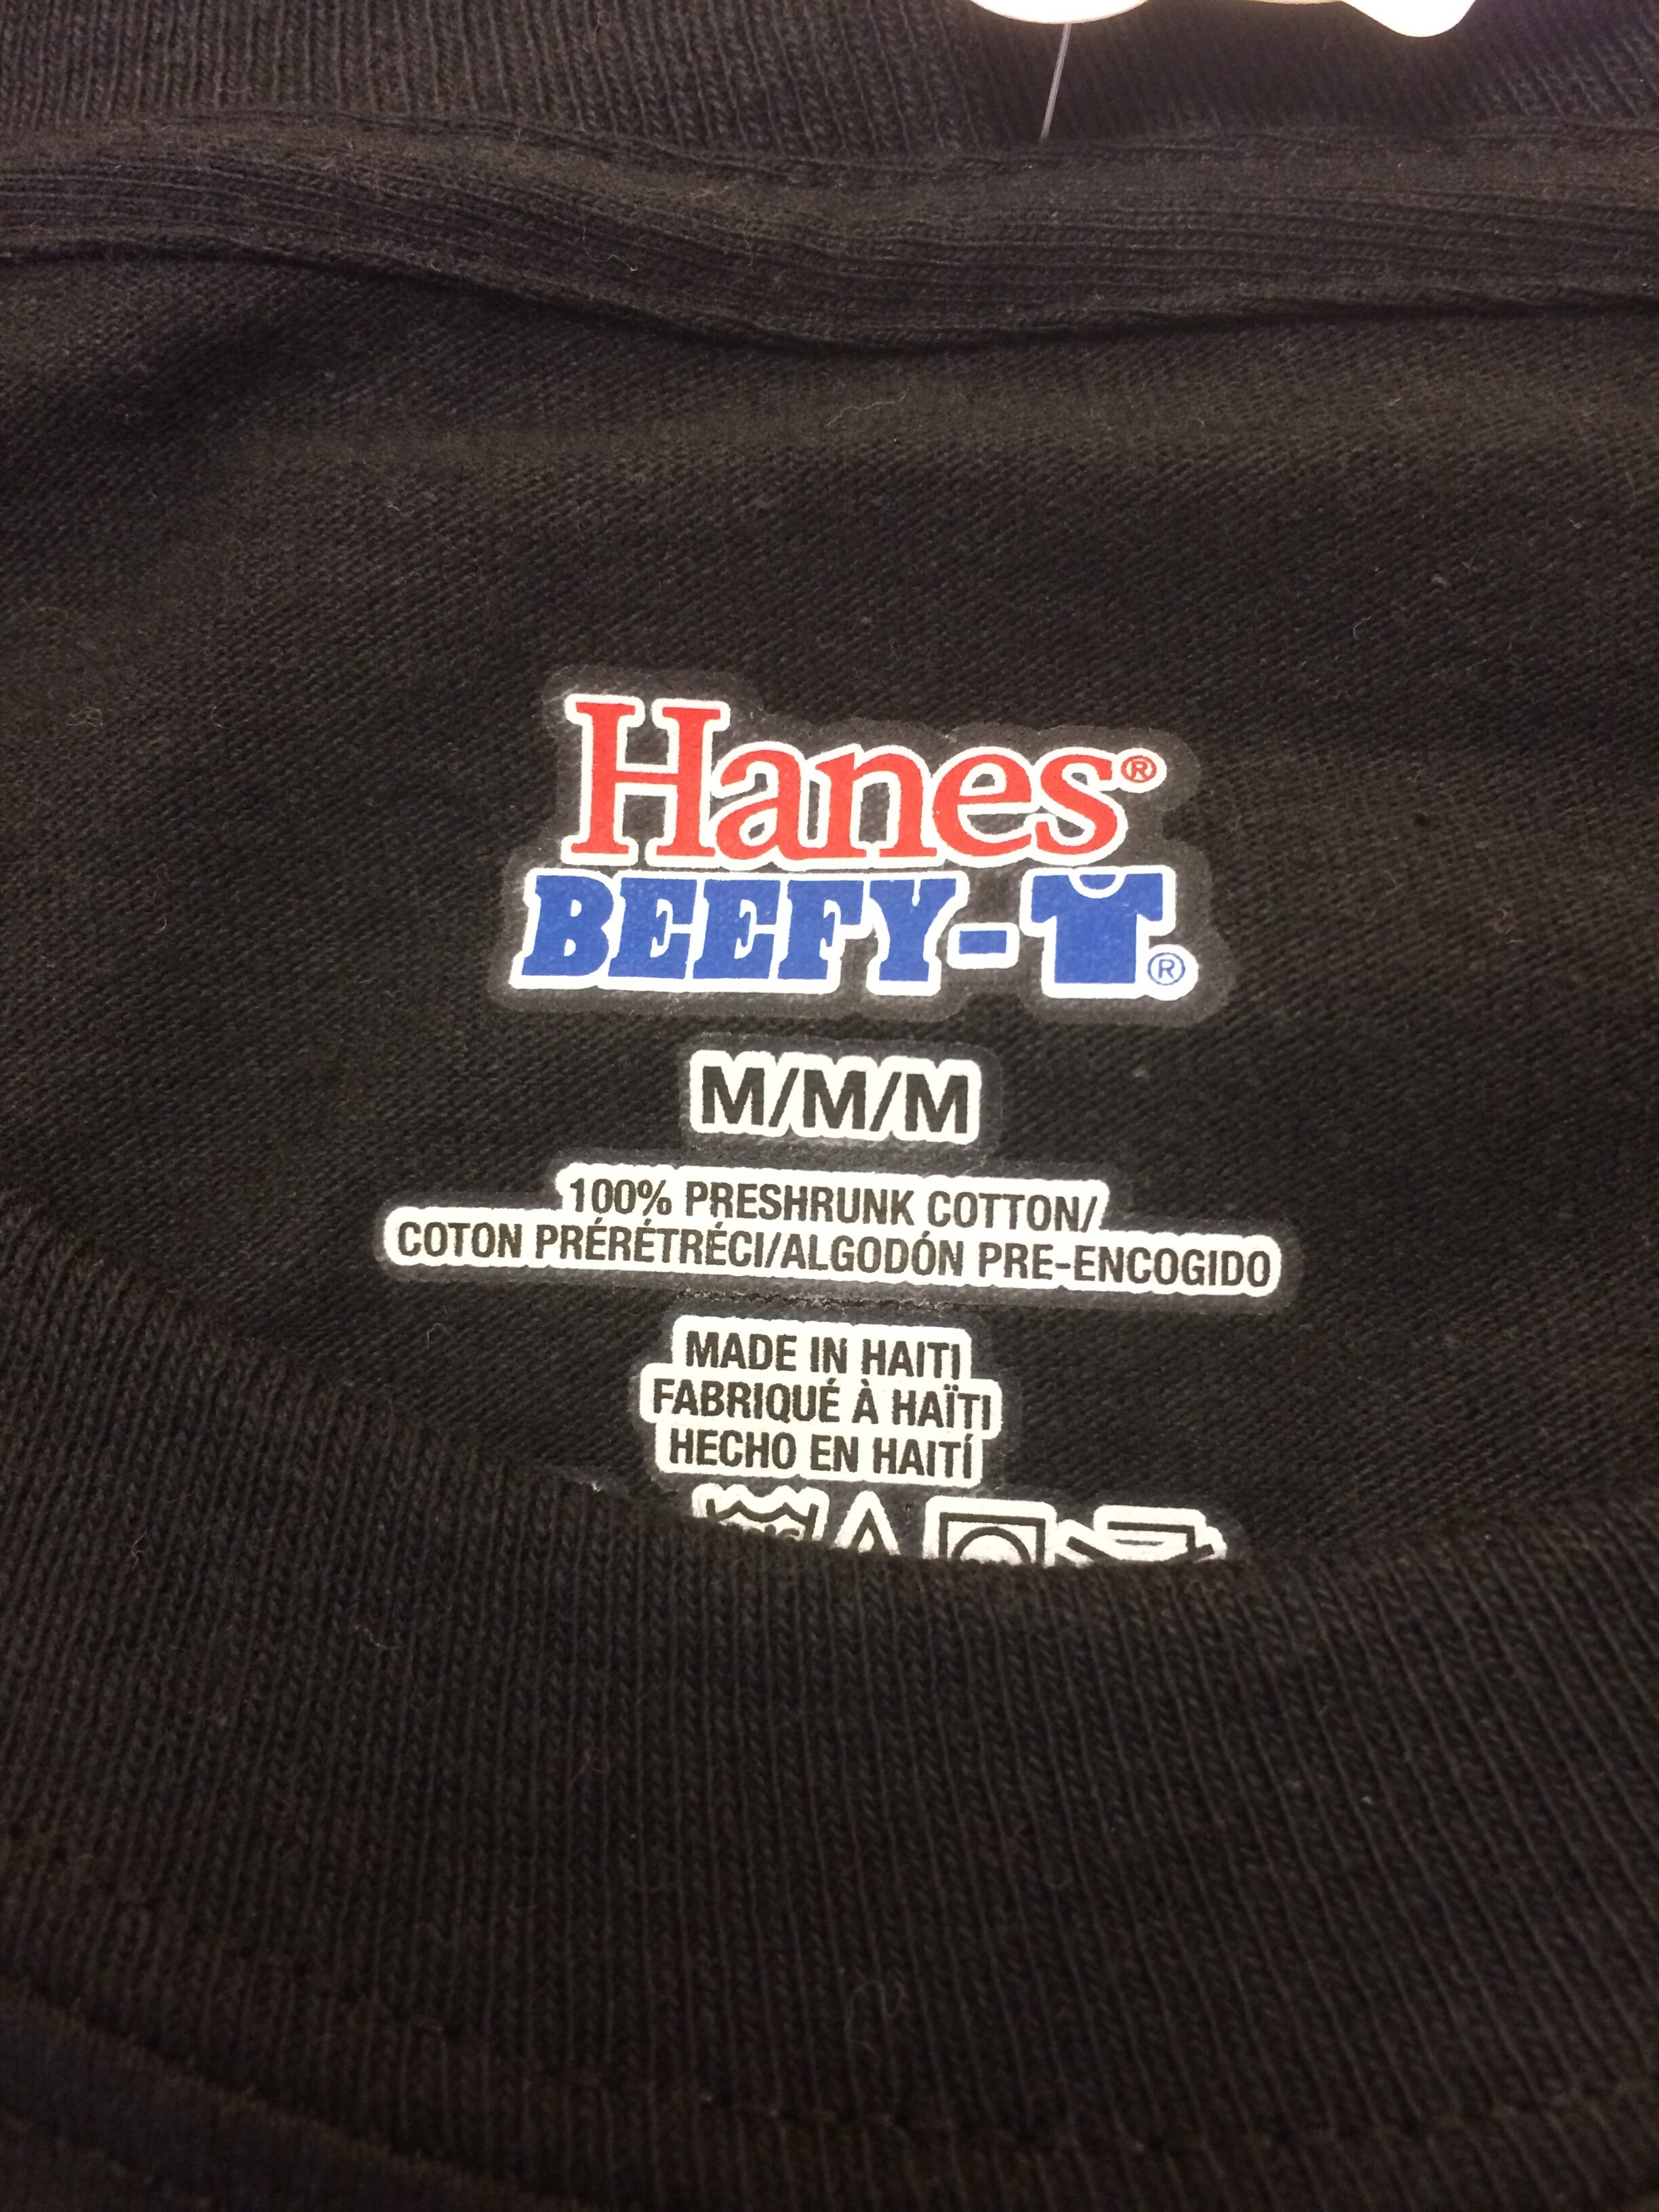 Hanes®
BEEFY-T®
M/M/M
100% PRESHRUNK COTTON/
COTON PRÉRÉTRÉCI/ALGODÓN PRE-ENCOGIDO
MADE IN HAITI
FABRIQUÉ À HAÏTI
HECHO EN HAITÍ